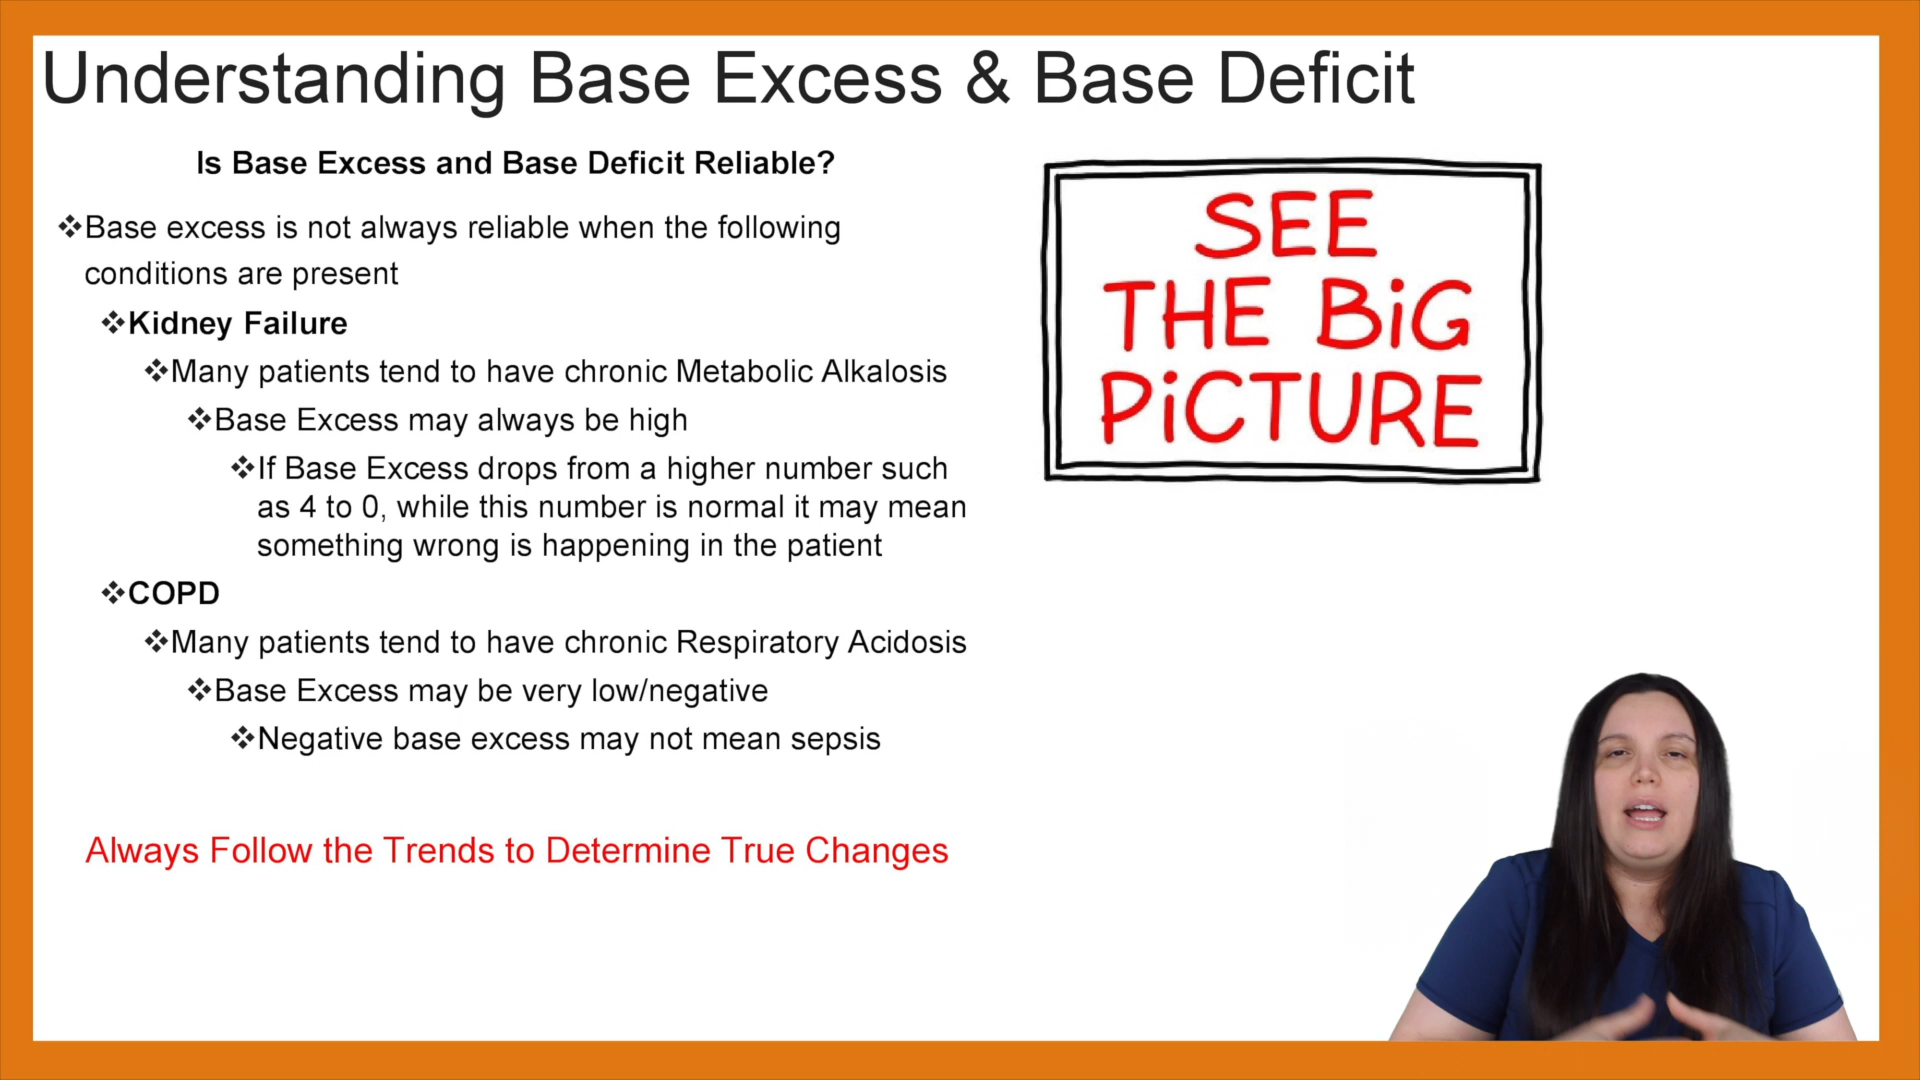 Understanding Base Excess & Base Deficit
Is Base Excess and Base Deficit Reliable?
❖Base excess is not always reliable when the following
conditions are present
❖Kidney Failure
❖Many patients tend to have chronic Metabolic Alkalosis
❖Base Excess may always be high
❖If Base Excess drops from a higher number such
as 4 to 0, while this number is normal it may mean
something wrong is happening in the patient
❖COPD
❖Many patients tend to have chronic Respiratory Acidosis
❖Base Excess may be very low/negative
❖Negative base excess may not mean sepsis
Always Follow the Trends to Determine True Changes
SEE
THE BiG
PiCTURE